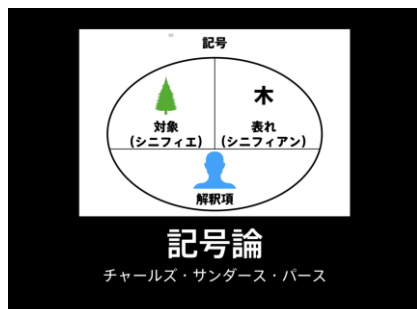 記号
木
対象
(シニフィエ)
表れ
(シニフィアン)
解釈項
記号論
チャールズ・サンダース・パース